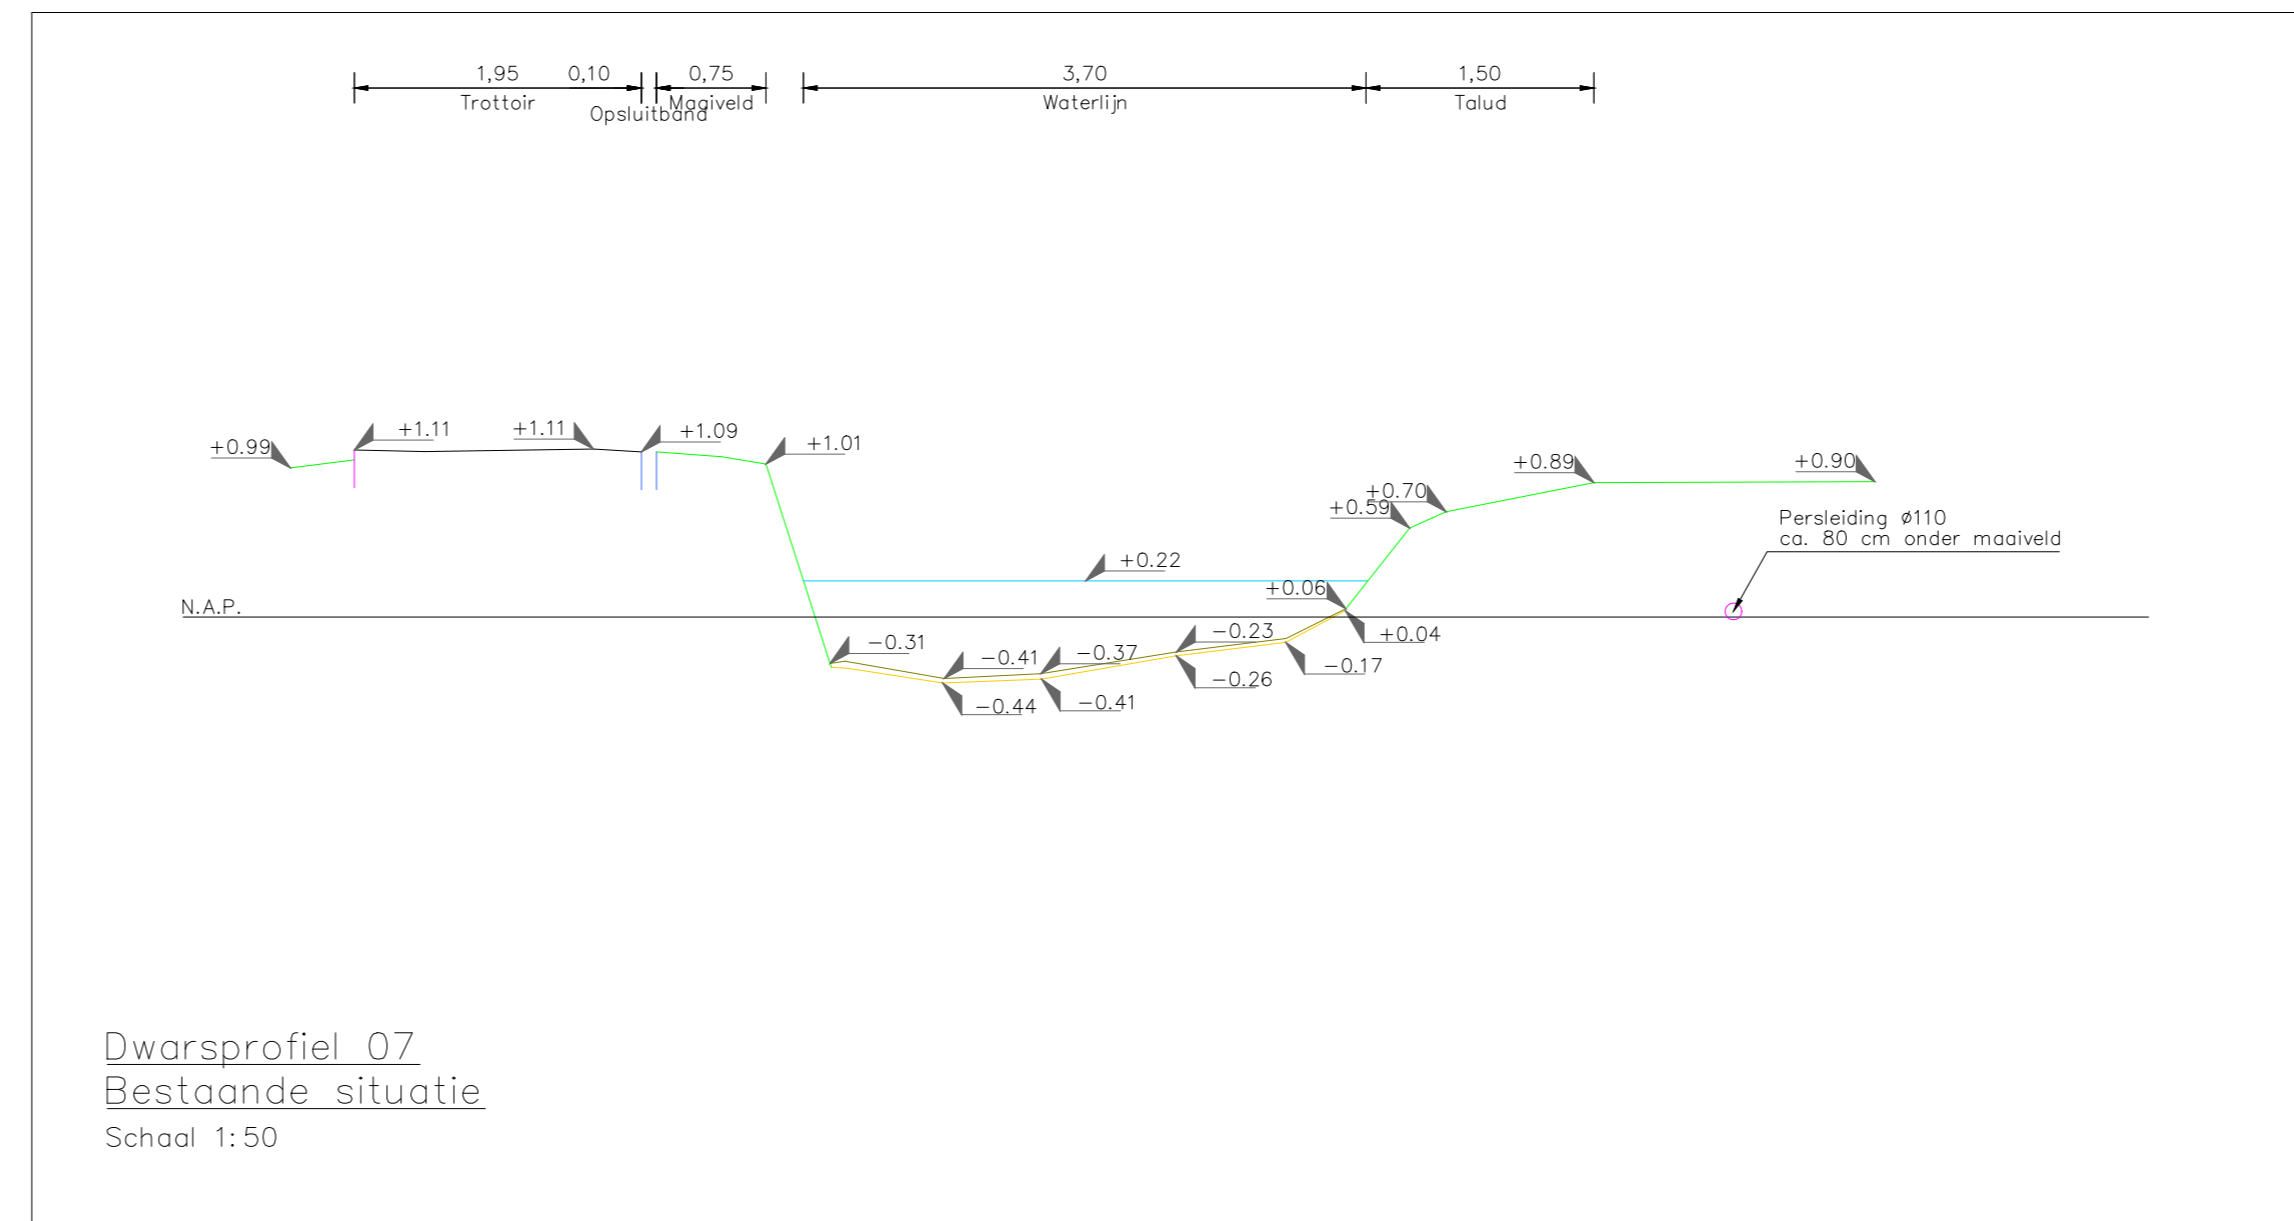 1,95 0,10 0,75 3,70 1,50
Trottoir Opsluitband Maaiveld Waterlijn Talud
+0.99 +1.11 +1.11 +1.09 +1.01
+0.89 +0.90
+0.70
+0.59
Persleiding ø110
ca. 80 cm onder maaiveld
+0.22
+0.06
N.A.P.
+0.04
-0.31 -0.41 -0.37 -0.23
-0.44 -0.41 -0.26 -0.17
Dwarsprofiel 07
Bestaande situatie
Schaal 1:50